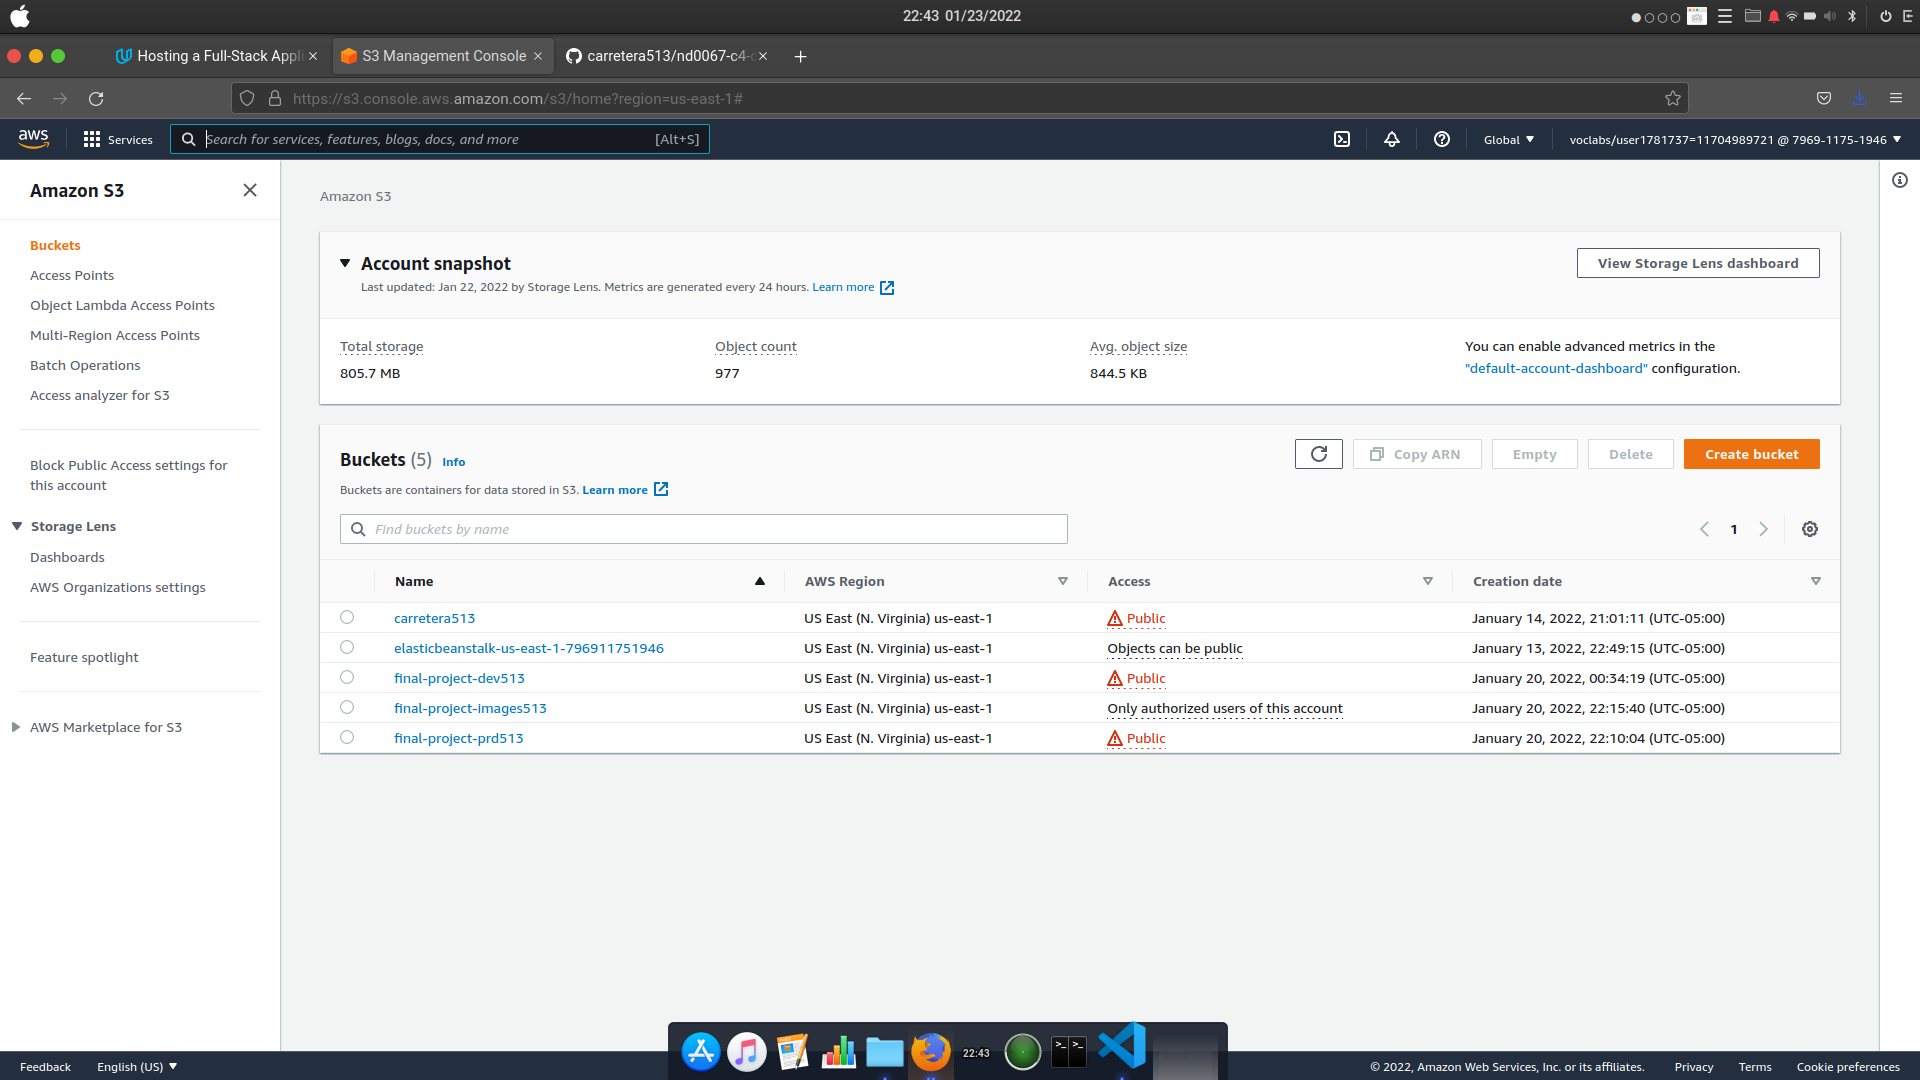 22:43 01/23/2022
Hosting a Full-Stack Appli
S3 Management Console
carretera513/nd0067-c4-
https://s3.console.aws.amazon.com/s3/home?region=us-east-1#
aws
Services
Search for services, features, blogs, docs, and more
[Alt+S]
Global
voclabs/user1781737=11704989721 @ 7969-1175-1946
Amazon S3
Buckets
Access Points
Object Lambda Access Points
Multi-Region Access Points
Batch Operations
Access analyzer for S3
Block Public Access settings for
this account
Storage Lens
Dashboards
AWS Organizations settings
Feature spotlight
AWS Marketplace for S3
Amazon S3
Account snapshot
Last updated: Jan 22, 2022 by Storage Lens. Metrics are generated every 24 hours. Learn more
View Storage Lens dashboard
Total storage
805.7 MB
Object count
977
Avg. object size
844.5 KB
You can enable advanced metrics in the
"default-account-dashboard" configuration.
Buckets (5) Info
Buckets are containers for data stored in S3. Learn more
Copy ARN
Empty
Delete
Create bucket
Find buckets by name
1
Name AWS Region Access Creation date
carretera513 US East (N. Virginia) us-east-1 Public January 14, 2022, 21:01:11 (UTC-05:00)
elasticbeanstalk-us-east-1-796911751946 US East (N. Virginia) us-east-1 Objects can be public January 13, 2022, 22:49:15 (UTC-05:00)
final-project-dev513 US East (N. Virginia) us-east-1 Public January 20, 2022, 00:34:19 (UTC-05:00)
final-project-images513 US East (N. Virginia) us-east-1 Only authorized users of this account January 20, 2022, 22:15:40 (UTC-05:00)
final-project-prd513 US East (N. Virginia) us-east-1 Public January 20, 2022, 22:10:04 (UTC-05:00)
22:43
Feedback
English (US)
© 2022, Amazon Web Services, Inc. or its affiliates.
Privacy
Terms
Cookie preferences